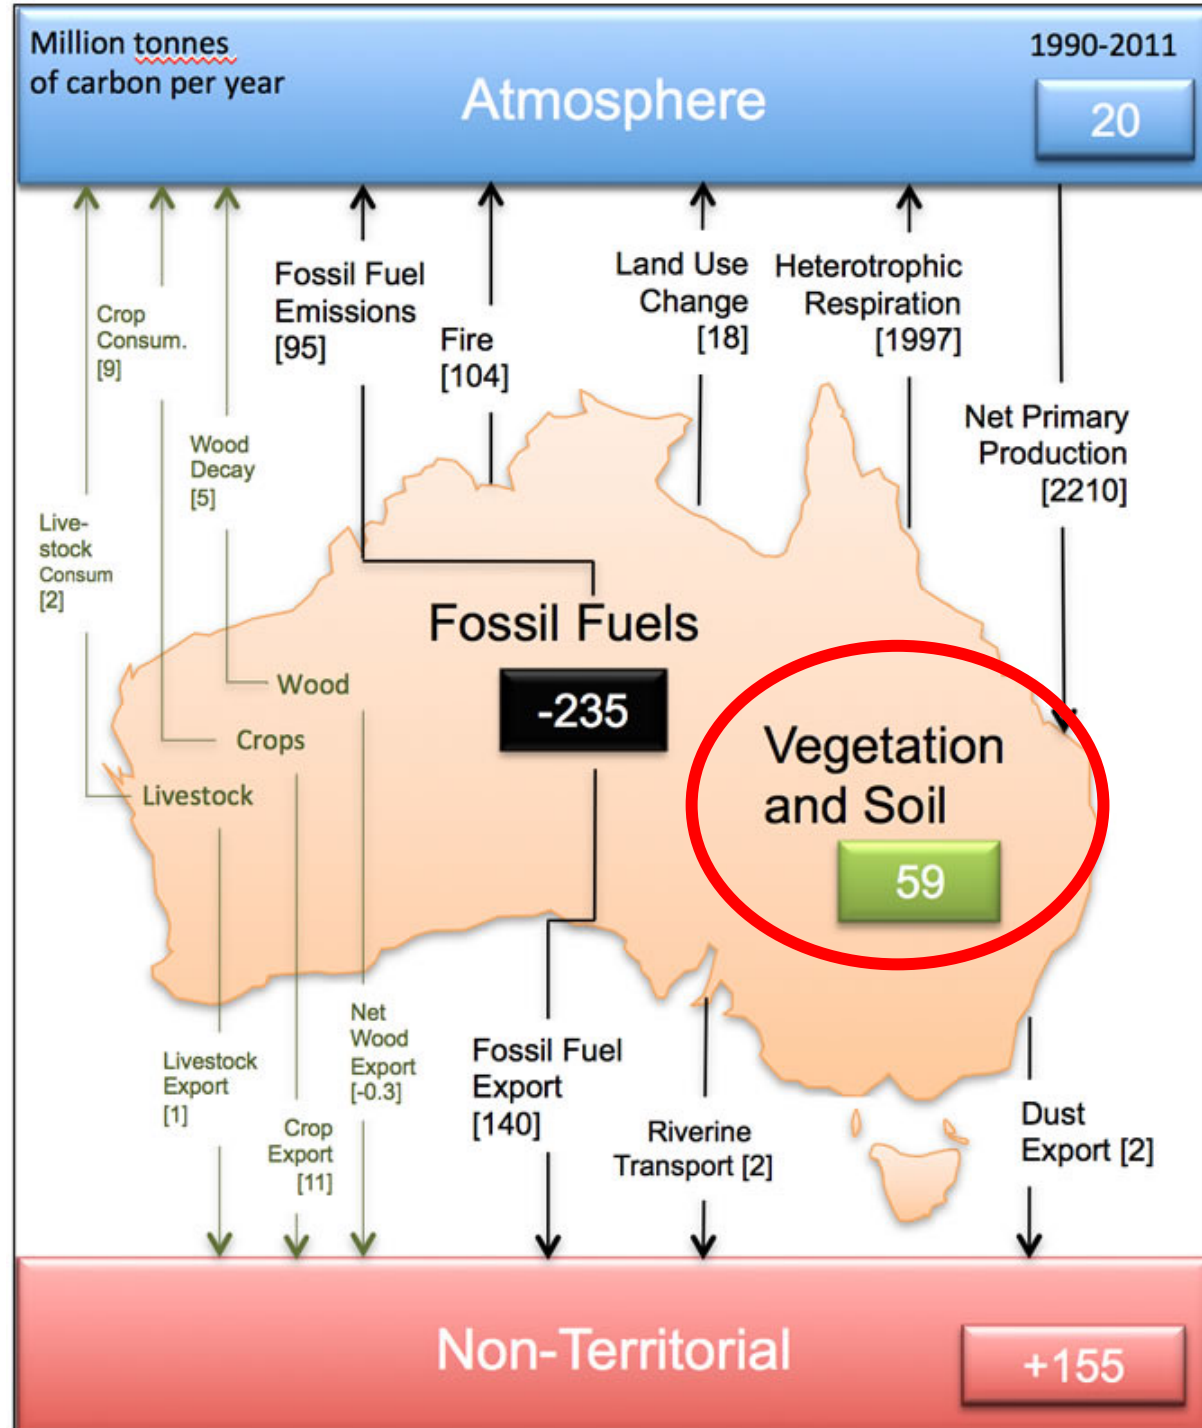 Million tonnes
of carbon per year
Atmosphere
1990-2011
20
Crop
Consum.
[9]
Wood
Decay
[5]
Live-
stock
Consum
[2]
Fossil Fuel
Emissions
[95]
Fire
[104]
Land Use
Change
[18]
Heterotrophic
Respiration
[1997]
Net Primary
Production
[2210]
Fossil Fuels
-235
Wood
Crops
Livestock
Vegetation
and Soil
59
Livestock
Export
[1]
Crop
Export
[11]
Net
Wood
Export
[-0.3]
Fossil Fuel
Export
[140]
Riverine
Transport [2]
Dust
Export [2]
Non-Territorial
+155